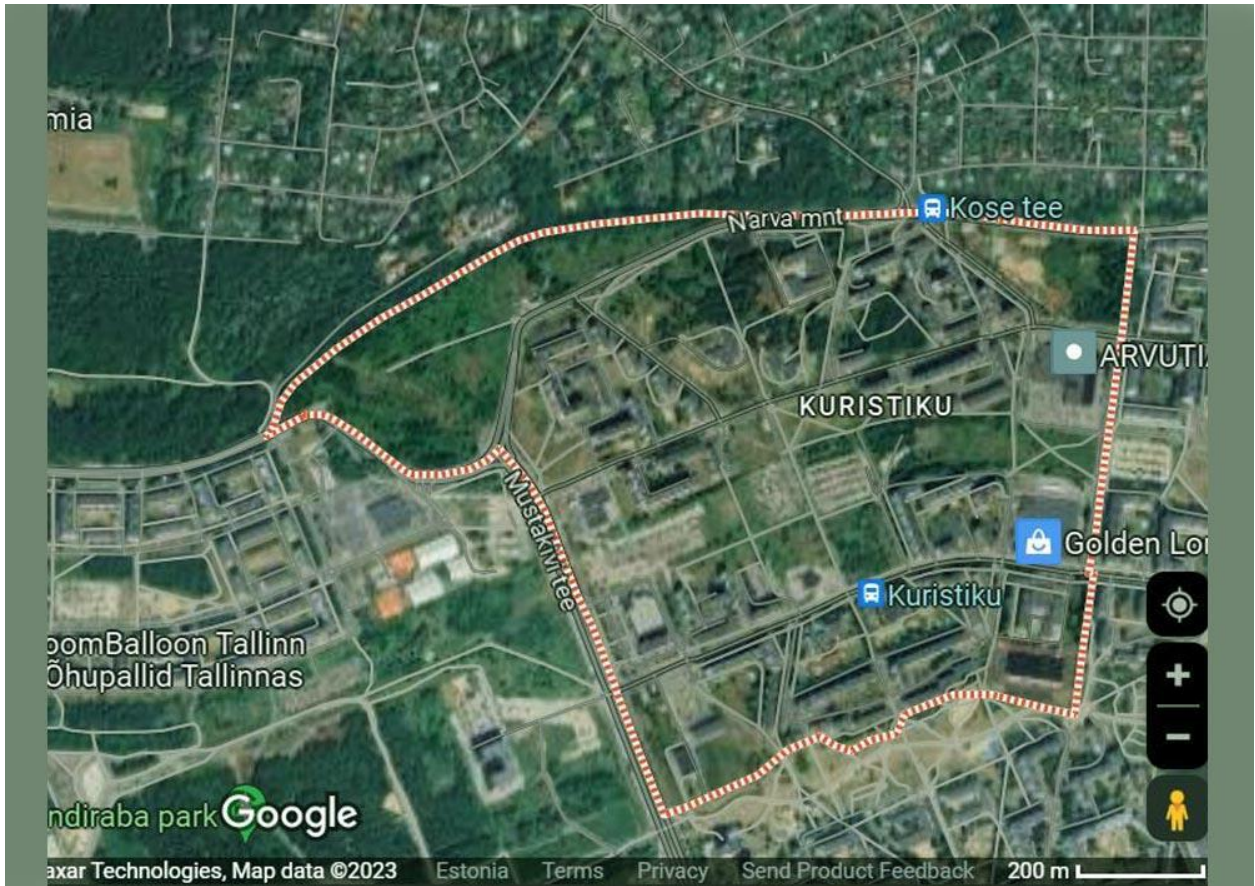 mia
Kose tee
Narva mnt
ARVUTI
KURISTIKU
Golden Lo
Mustakivi tee
Kuristiku
oomBalloon Tallinn
Õhupallid Tallinnas
ndiraba park
Google
axar Technologies, Map data ©2023
Estonia
Terms
Privacy
Send Product Feedback
200 m